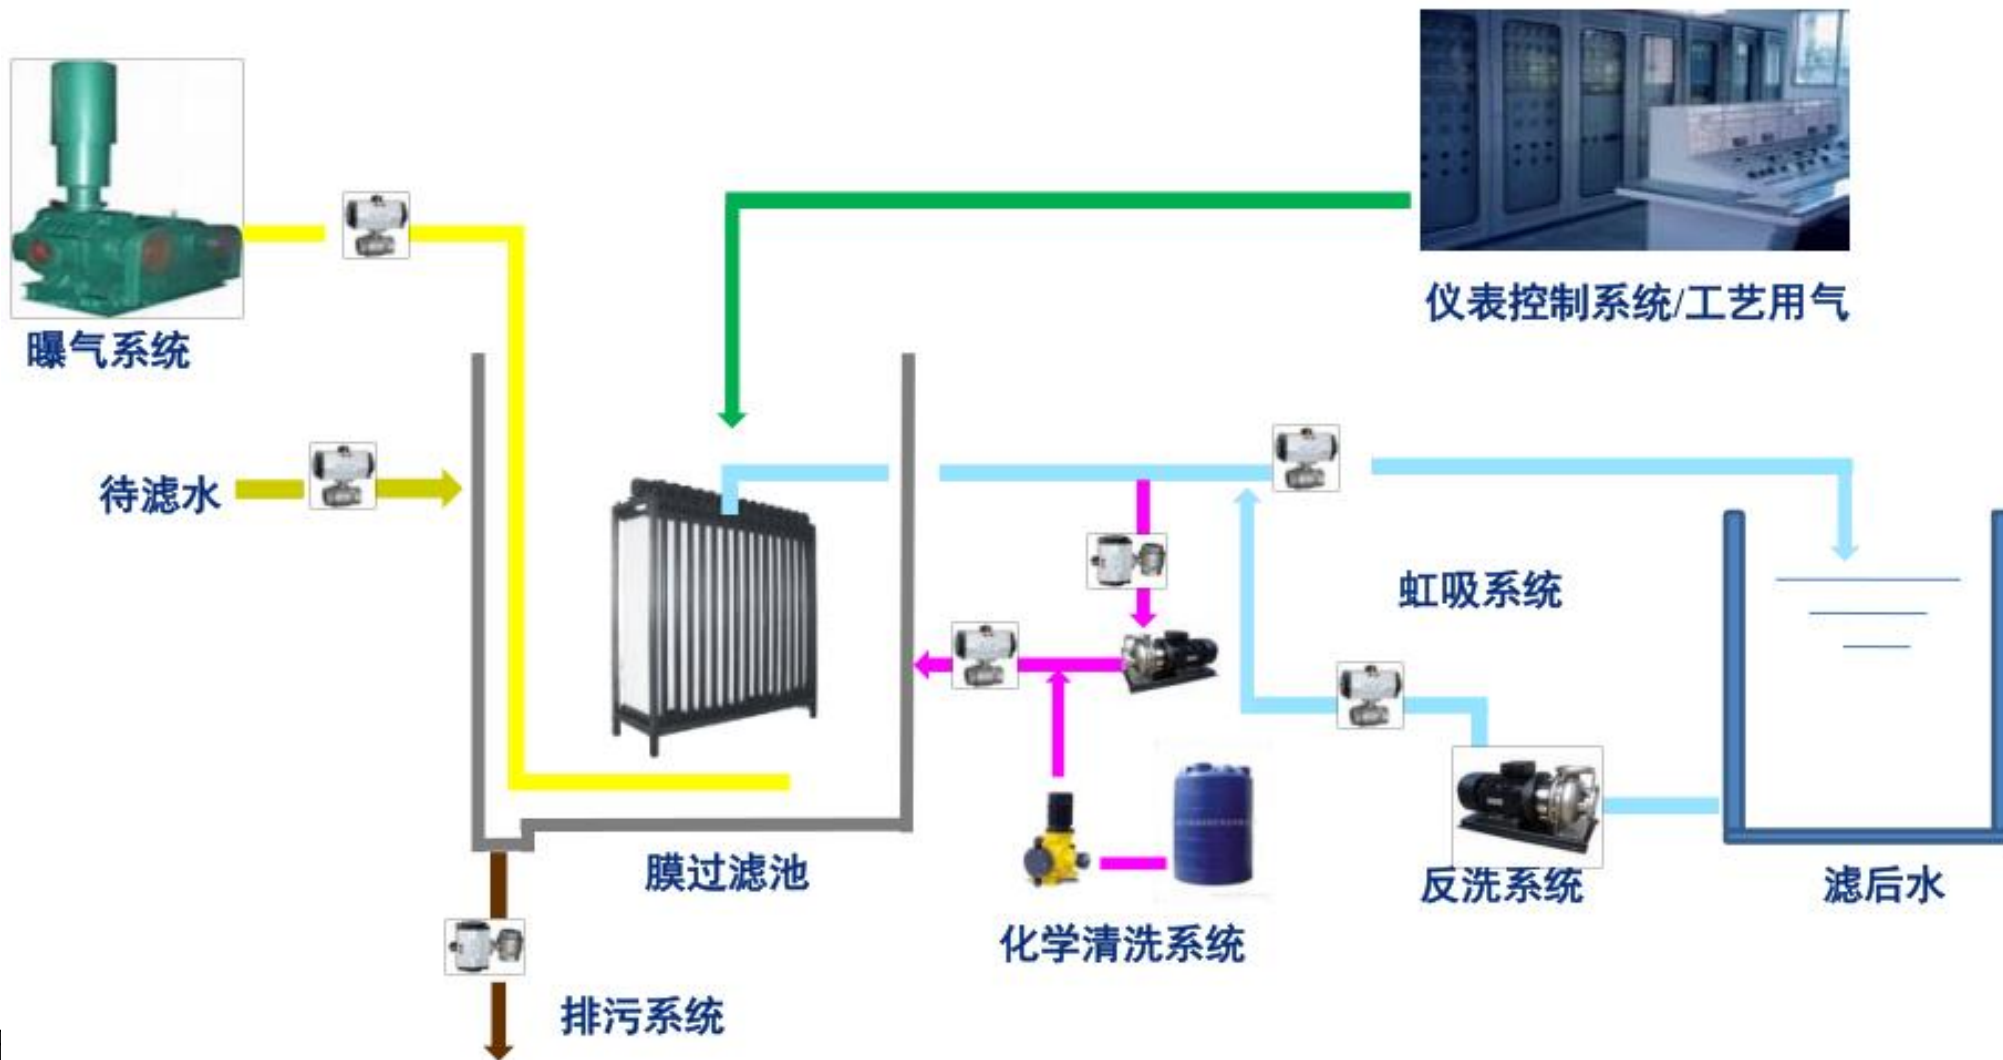 仪表控制系统/工艺用气
曝气系统
待滤水
虹吸系统
膜过滤池
反洗系统
滤后水
化学清洗系统
排污系统